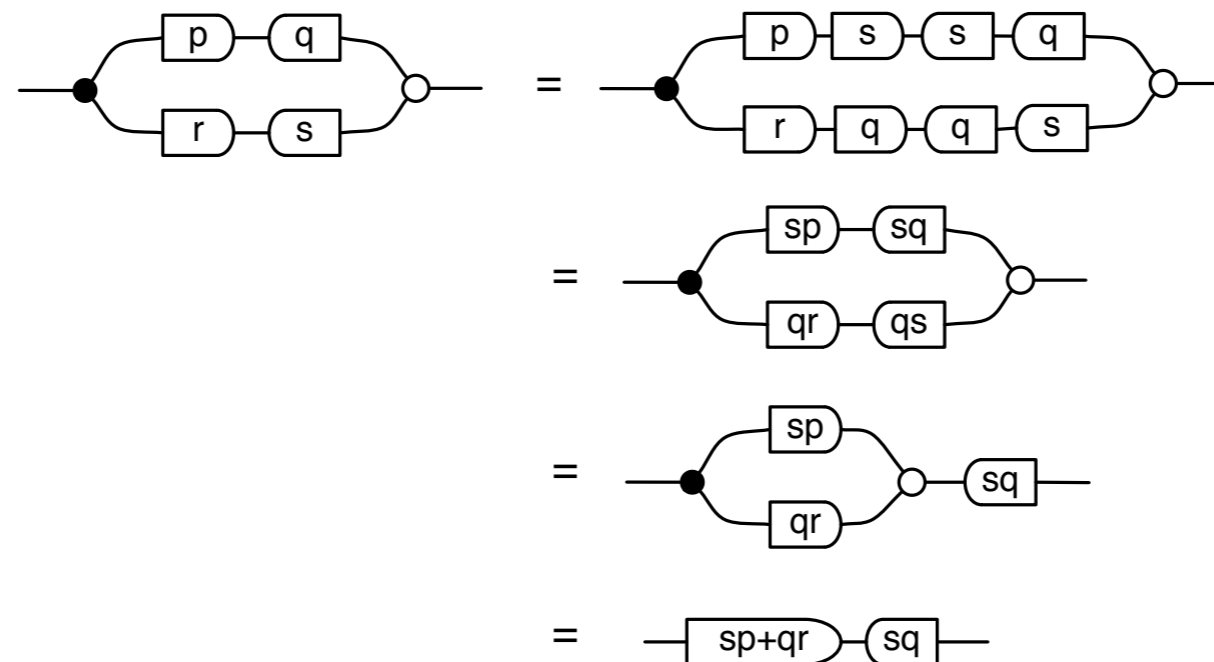 p q = p s s q
r s r q q s
= sp sq
qr qs
= sp sq
qr
= sp+qr sq